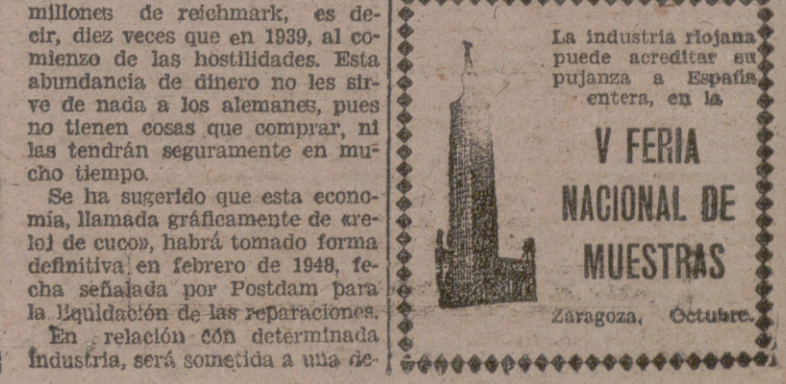 millones de reichmark, es de-
cir, diez veces que en 1939, al co-
mienzo de las hostilidades. Esta
abundancia de dinero no les sir-
ve de nada a los alemanes, pues
no tienen cosas que comprar, ni
las tendrán seguramente en mu-
cho tiempo.
Se ha sugerido que esta econo-
mía, llamada gráficamente de «re-
loj de cuco», habrá tomado forma
definitiva en febrero de 1948, fe-
cha señalada por Postdam para
la liquidación de las reparaciones.
En relación con determinada
industria, será sometida a una de-
La industria riojana
puede acreditar su
pujanza a España
entera, en la
V FERIA
NACIONAL DE
MUESTRAS
Zaragoza, Octubre.